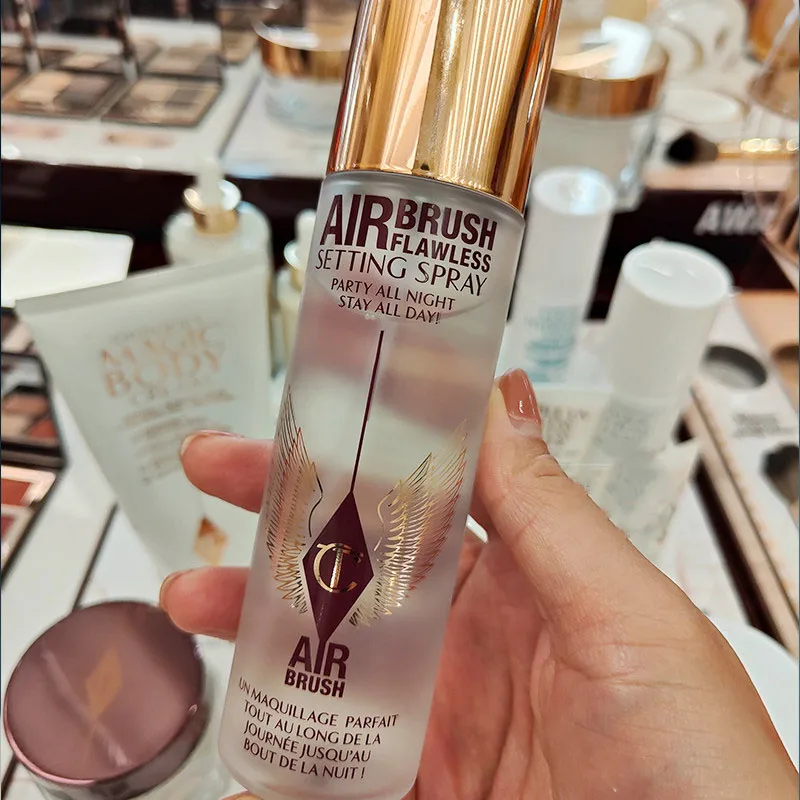 AIRBRUSH
FLAWLESS
SETTING SPRAY
PARTY ALL NIGHT
STAY ALL DAY!
CT
AIR
BRUSH
UN MAQUILLAGE PARFAIT
TOUT AU LONG DE LA
JOURNÉE JUSQU'AU
BOUT DE LA NUIT !
MAGIC
BODY